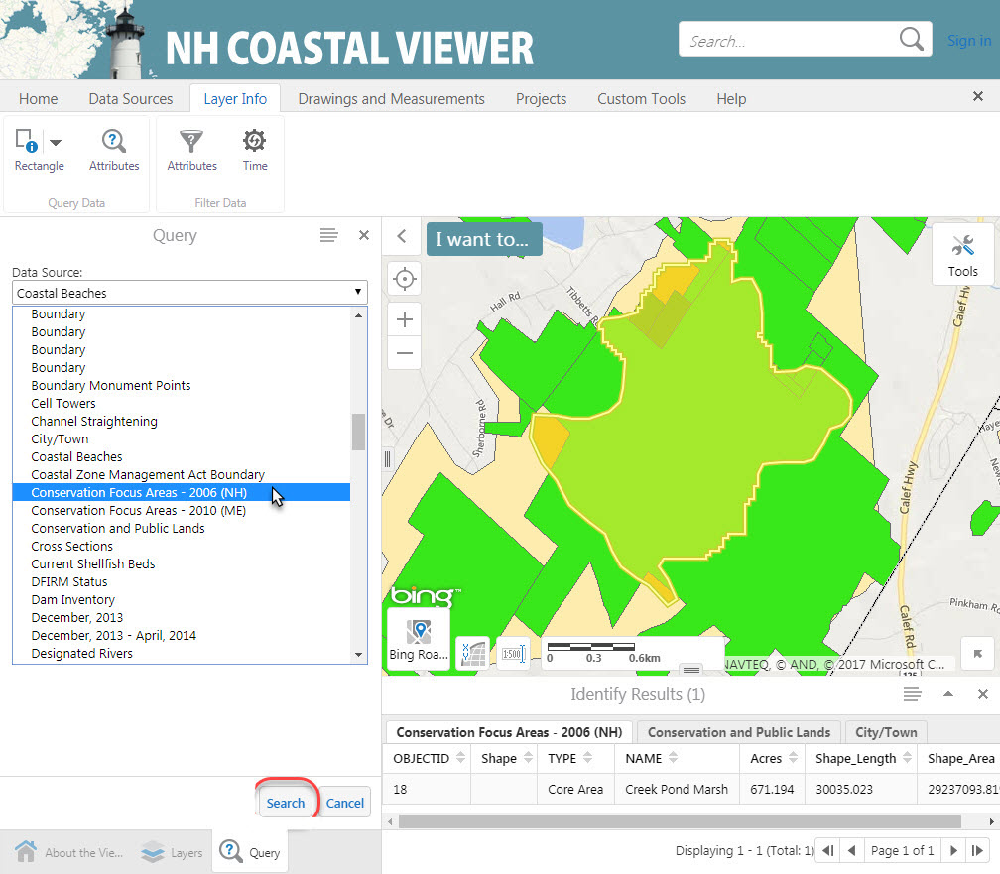 NH COASTAL VIEWER
Search...
Sign in
Home
Data Sources
Layer Info
Drawings and Measurements
Projects
Custom Tools
Help
Rectangle
Attributes
Attributes
Time
Query Data
Filter Data
Query
Data Source:
Coastal Beaches
Boundary
Boundary
Boundary
Boundary
Boundary Monument Points
Cell Towers
Channel Straightening
City/Town
Coastal Beaches
Coastal Zone Management Act Boundary
Conservation Focus Areas - 2006 (NH)
Conservation Focus Areas - 2010 (ME)
Conservation and Public Lands
Cross Sections
Current Shellfish Beds
DFIRM Status
Dam Inventory
December, 2013
December, 2013 - April, 2014
Designated Rivers
Search
Cancel
About the Vie...
Layers
Query
I want to...
Tools
Hall Rd
Tibbetts Rd
Sherborne Rd
Calef Hwy
Calef Hwy
Calef Rd
Pinkham Rd
bing™
Bing Roa...
1:500
0 0.3 0.6km
NAVTEQ, © AND, © 2017 Microsoft C...
Identify Results (1)
Conservation Focus Areas - 2006 (NH)
Conservation and Public Lands
City/Town
OBJECTID Shape TYPE NAME Acres Shape_Length Shape_Area
18 Core Area Creek Pond Marsh 671.194 30035.023 29237093.81
Displaying 1 - 1 (Total: 1)
Page 1 of 1